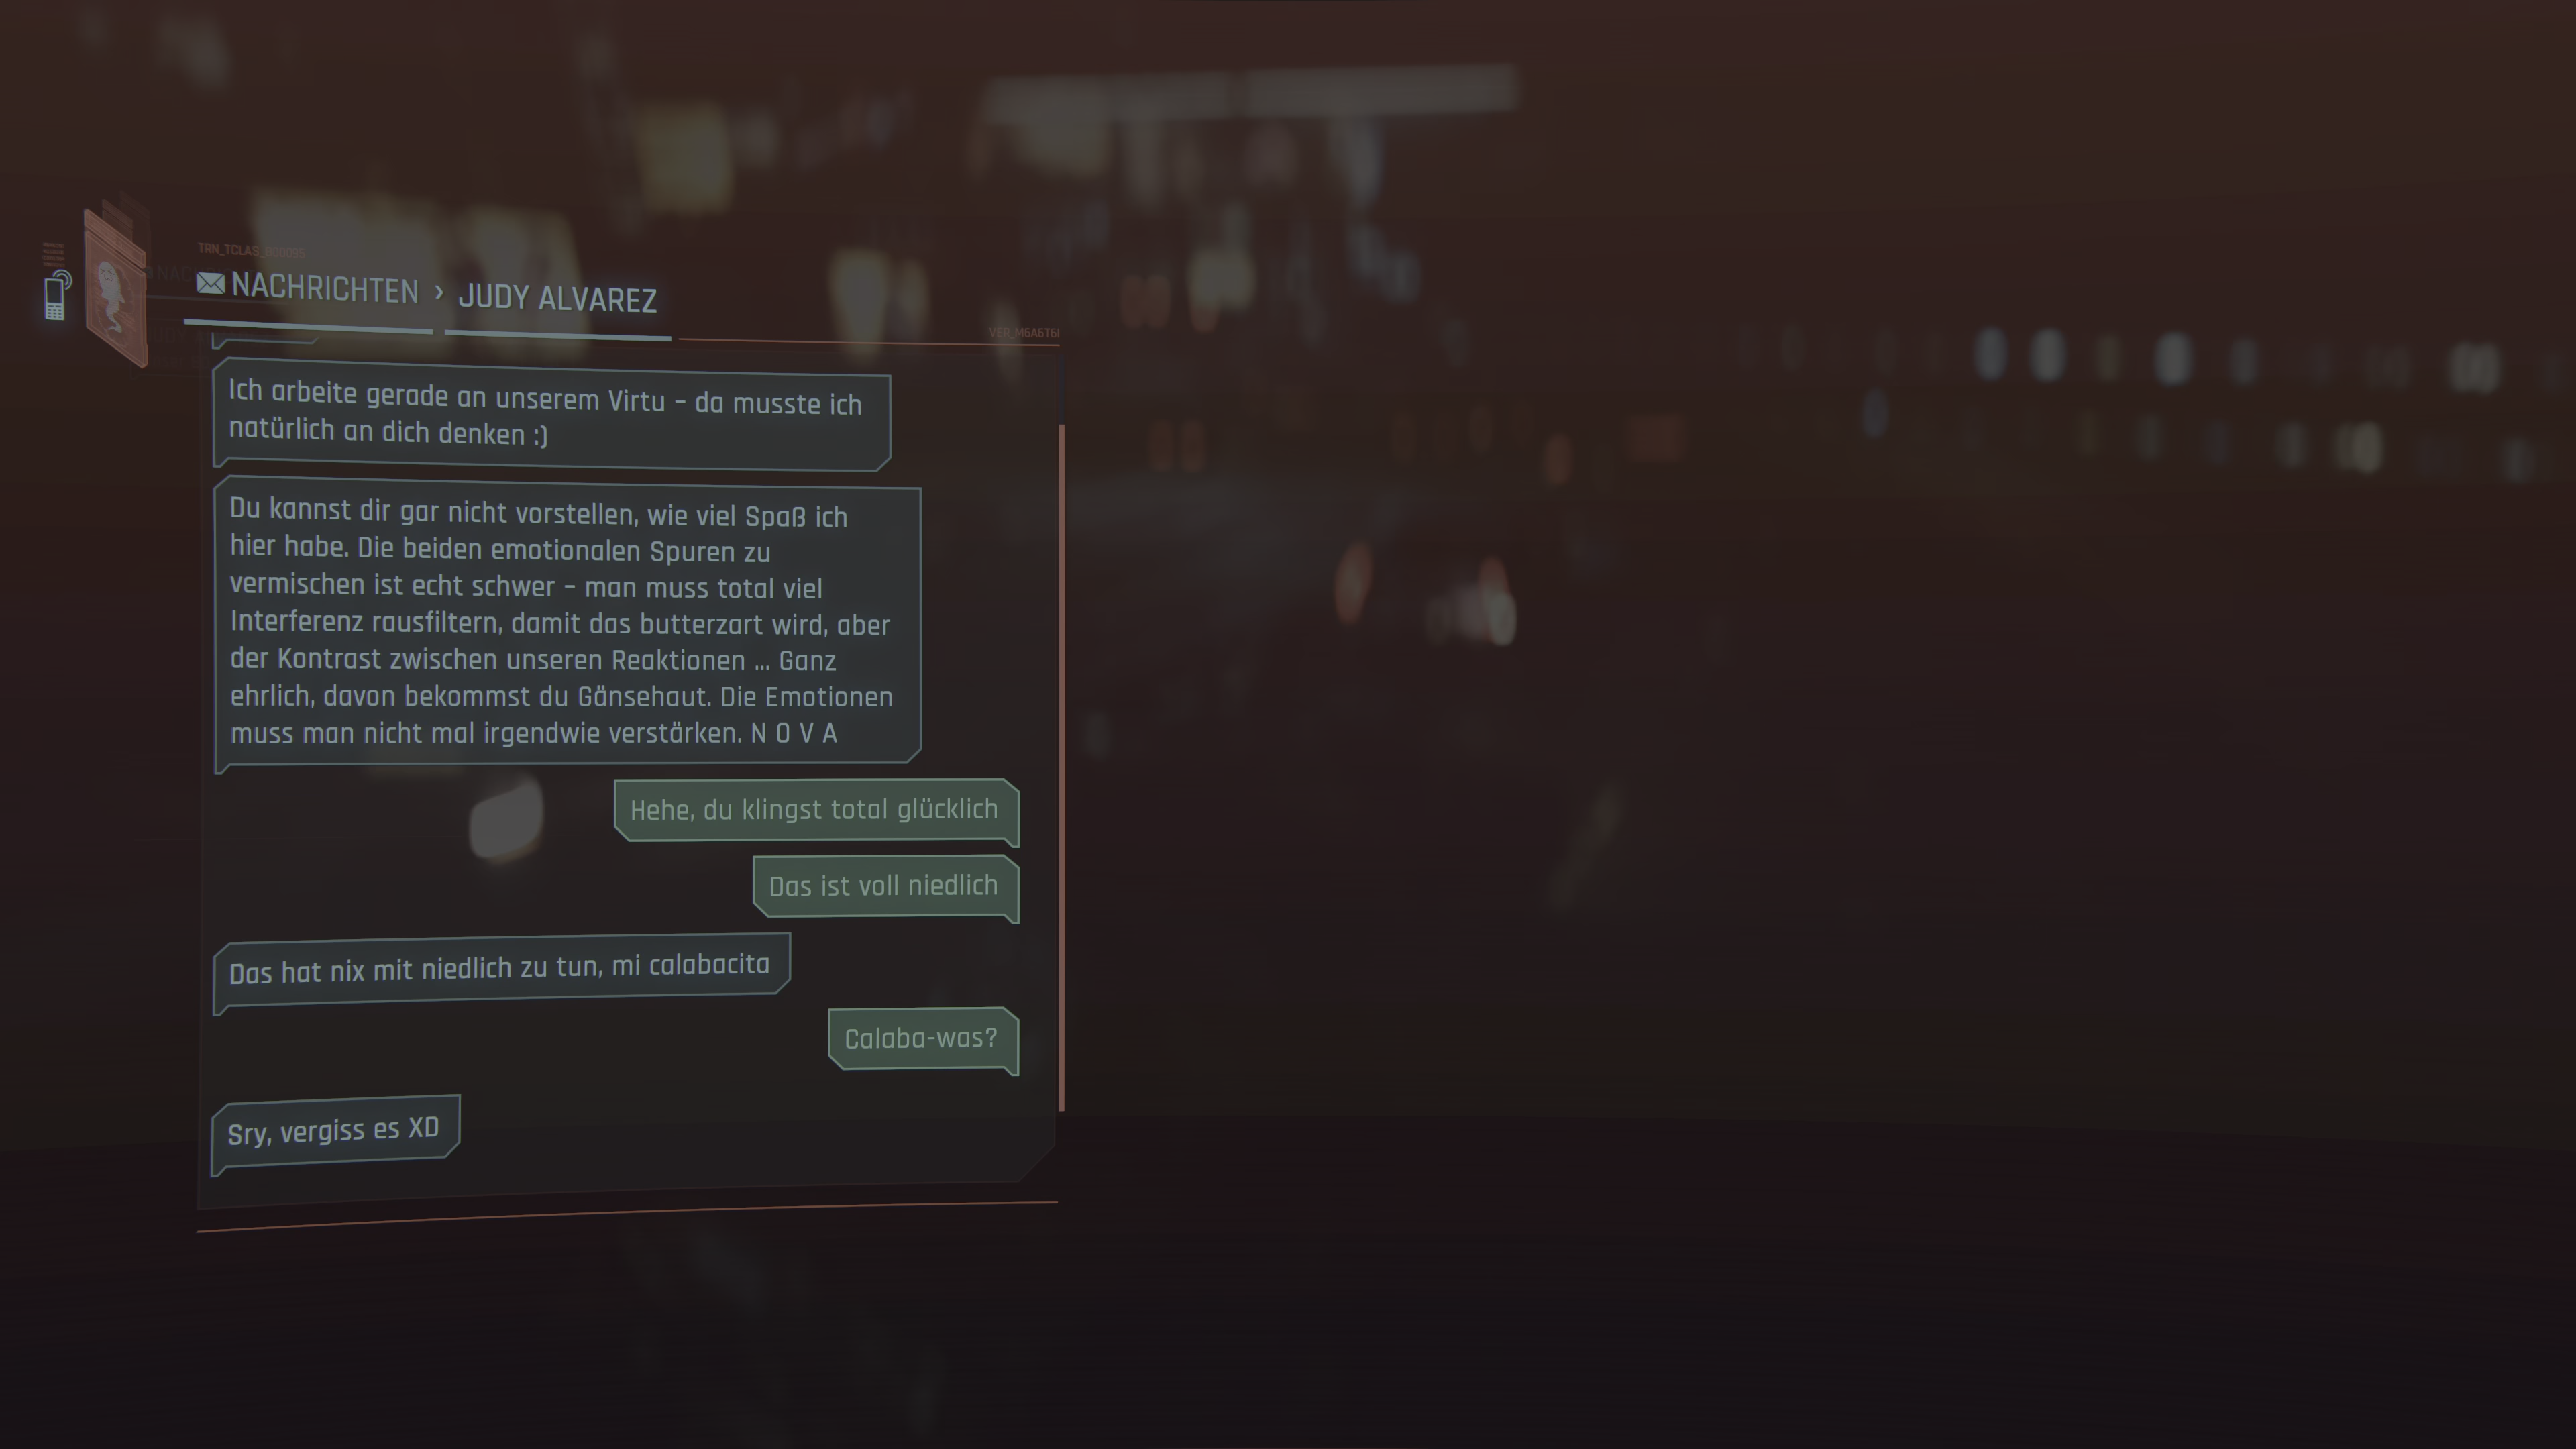 TRN_TCLAS_800095
NACHRICHTEN › JUDY ALVAREZ
VER_M6A6T6I
Ich arbeite gerade an unserem Virtu – da musste ich
natürlich an dich denken :)
Du kannst dir gar nicht vorstellen, wie viel Spaß ich
hier habe. Die beiden emotionalen Spuren zu
vermischen ist echt schwer – man muss total viel
Interferenz rausfiltern, damit das butterzart wird, aber
der Kontrast zwischen unseren Reaktionen ... Ganz
ehrlich, davon bekommst du Gänsehaut. Die Emotionen
muss man nicht mal irgendwie verstärken. N O V A
Hehe, du klingst total glücklich
Das ist voll niedlich
Das hat nix mit niedlich zu tun, mi calabacita
Calaba-was?
Sry, vergiss es XD